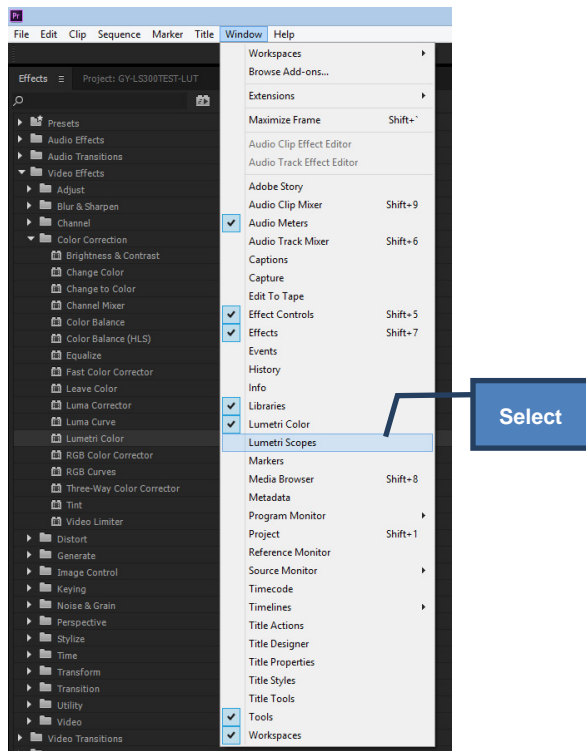 Pr
File Edit Clip Sequence Marker Title Window Help
Effects Project: GY-LS300TEST-LUT
Presets
Audio Effects
Audio Transitions
Video Effects
Adjust
Blur & Sharpen
Channel
Color Correction
Brightness & Contrast
Change Color
Change to Color
Channel Mixer
Color Balance
Color Balance (HLS)
Equalize
Fast Color Corrector
Leave Color
Luma Corrector
Luma Curve
Lumetri Color
RGB Color Corrector
RGB Curves
Three-Way Color Corrector
Tint
Video Limiter
Distort
Generate
Image Control
Keying
Noise & Grain
Perspective
Stylize
Time
Transform
Transition
Utility
Video
Video Transitions
Workspaces
Browse Add-ons...
Extensions
Maximize Frame Shift+`
Audio Clip Effect Editor
Audio Track Effect Editor
Adobe Story
Audio Clip Mixer Shift+9
Audio Meters
Audio Track Mixer Shift+6
Captions
Capture
Edit To Tape
Effect Controls Shift+5
Effects Shift+7
Events
History
Info
Libraries
Lumetri Color
Lumetri Scopes
Markers
Media Browser Shift+8
Metadata
Program Monitor
Project Shift+1
Reference Monitor
Source Monitor
Timecode
Timelines
Title Actions
Title Designer
Title Properties
Title Styles
Title Tools
Tools
Workspaces
Select